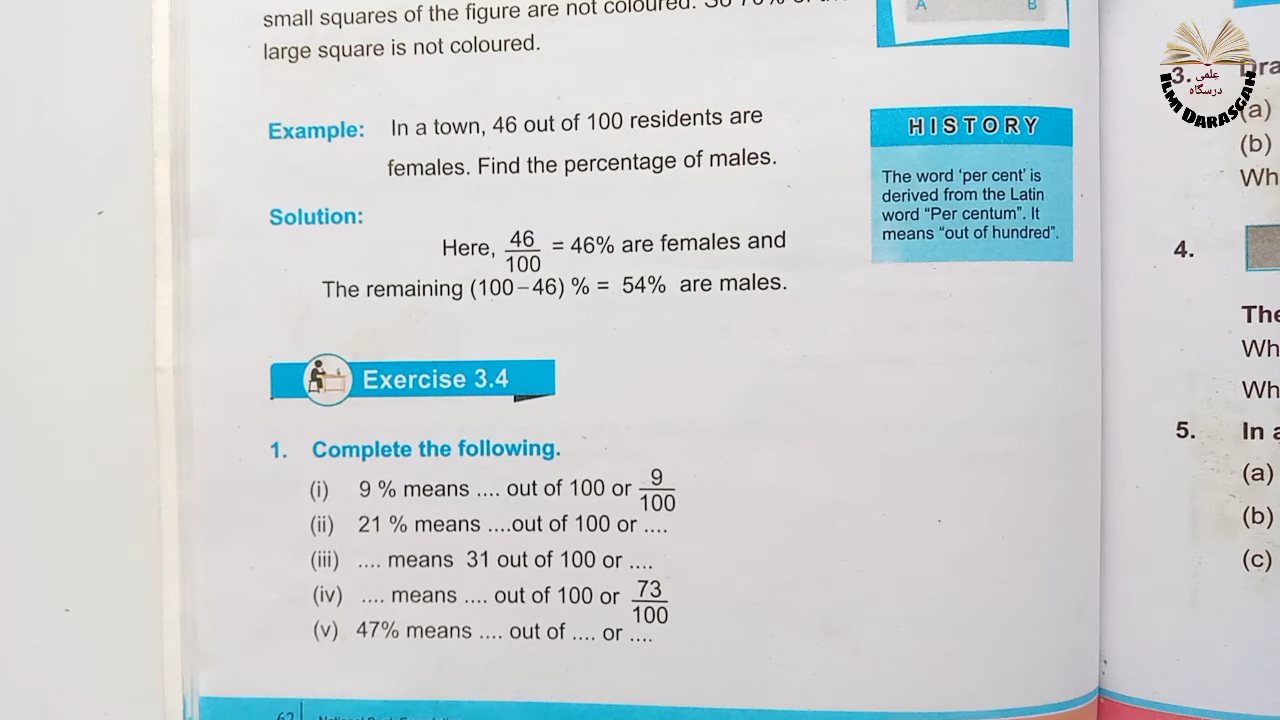 small squares of the figure are not coloured. So
large square is not coloured.
A B
Example: In a town, 46 out of 100 residents are
females. Find the percentage of males.
Solution:
Here, 46/100 = 46% are females and
The remaining (100 – 46) % = 54% are males.
HISTORY
The word 'per cent' is
derived from the Latin
word "Per centum". It
means "out of hundred".
Exercise 3.4
1. Complete the following.
(i) 9 % means .... out of 100 or 9/100
(ii) 21 % means ....out of 100 or ....
(iii) .... means 31 out of 100 or ....
(iv) .... means .... out of 100 or 73/100
(v) 47% means .... out of .... or ....
62
3. Dra
(a)
(b)
Wh
4.
The
Wh
Wh
5. In a
(a)
(b)
(c)
علمی
درسگاہ
ILMI DARASGAH